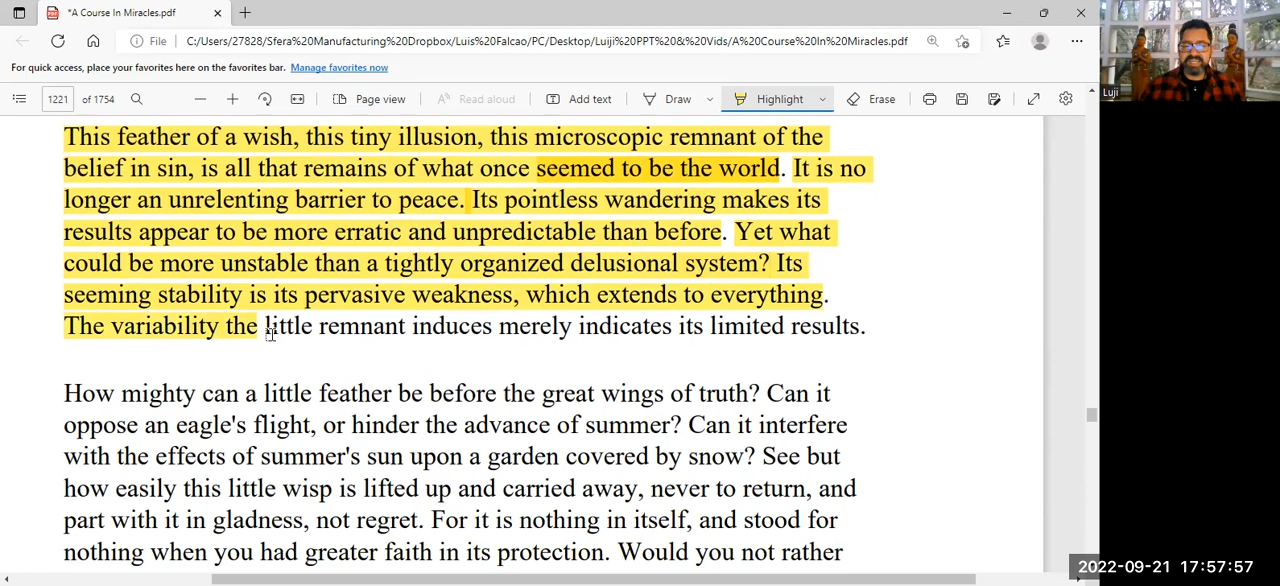 *A Course In Miracles.pdf
File C:/Users/27828/Sfera%20Manufacturing%20Dropbox/Luis%20Falcao/PC/Desktop/Luiji%20PPT%20&%20Vids/A%20Course%20In%20Miracles.pdf
For quick access, place your favorites here on the favorites bar. Manage favorites now
1221 of 1754 Page view Read aloud Add text Draw Highlight Erase
This feather of a wish, this tiny illusion, this microscopic remnant of the
belief in sin, is all that remains of what once seemed to be the world. It is no
longer an unrelenting barrier to peace. Its pointless wandering makes its
results appear to be more erratic and unpredictable than before. Yet what
could be more unstable than a tightly organized delusional system? Its
seeming stability is its pervasive weakness, which extends to everything.
The variability the little remnant induces merely indicates its limited results.
How mighty can a little feather be before the great wings of truth? Can it
oppose an eagle's flight, or hinder the advance of summer? Can it interfere
with the effects of summer's sun upon a garden covered by snow? See but
how easily this little wisp is lifted up and carried away, never to return, and
part with it in gladness, not regret. For it is nothing in itself, and stood for
nothing when you had greater faith in its protection. Would you not rather
Luji
2022-09-21 17:57:57